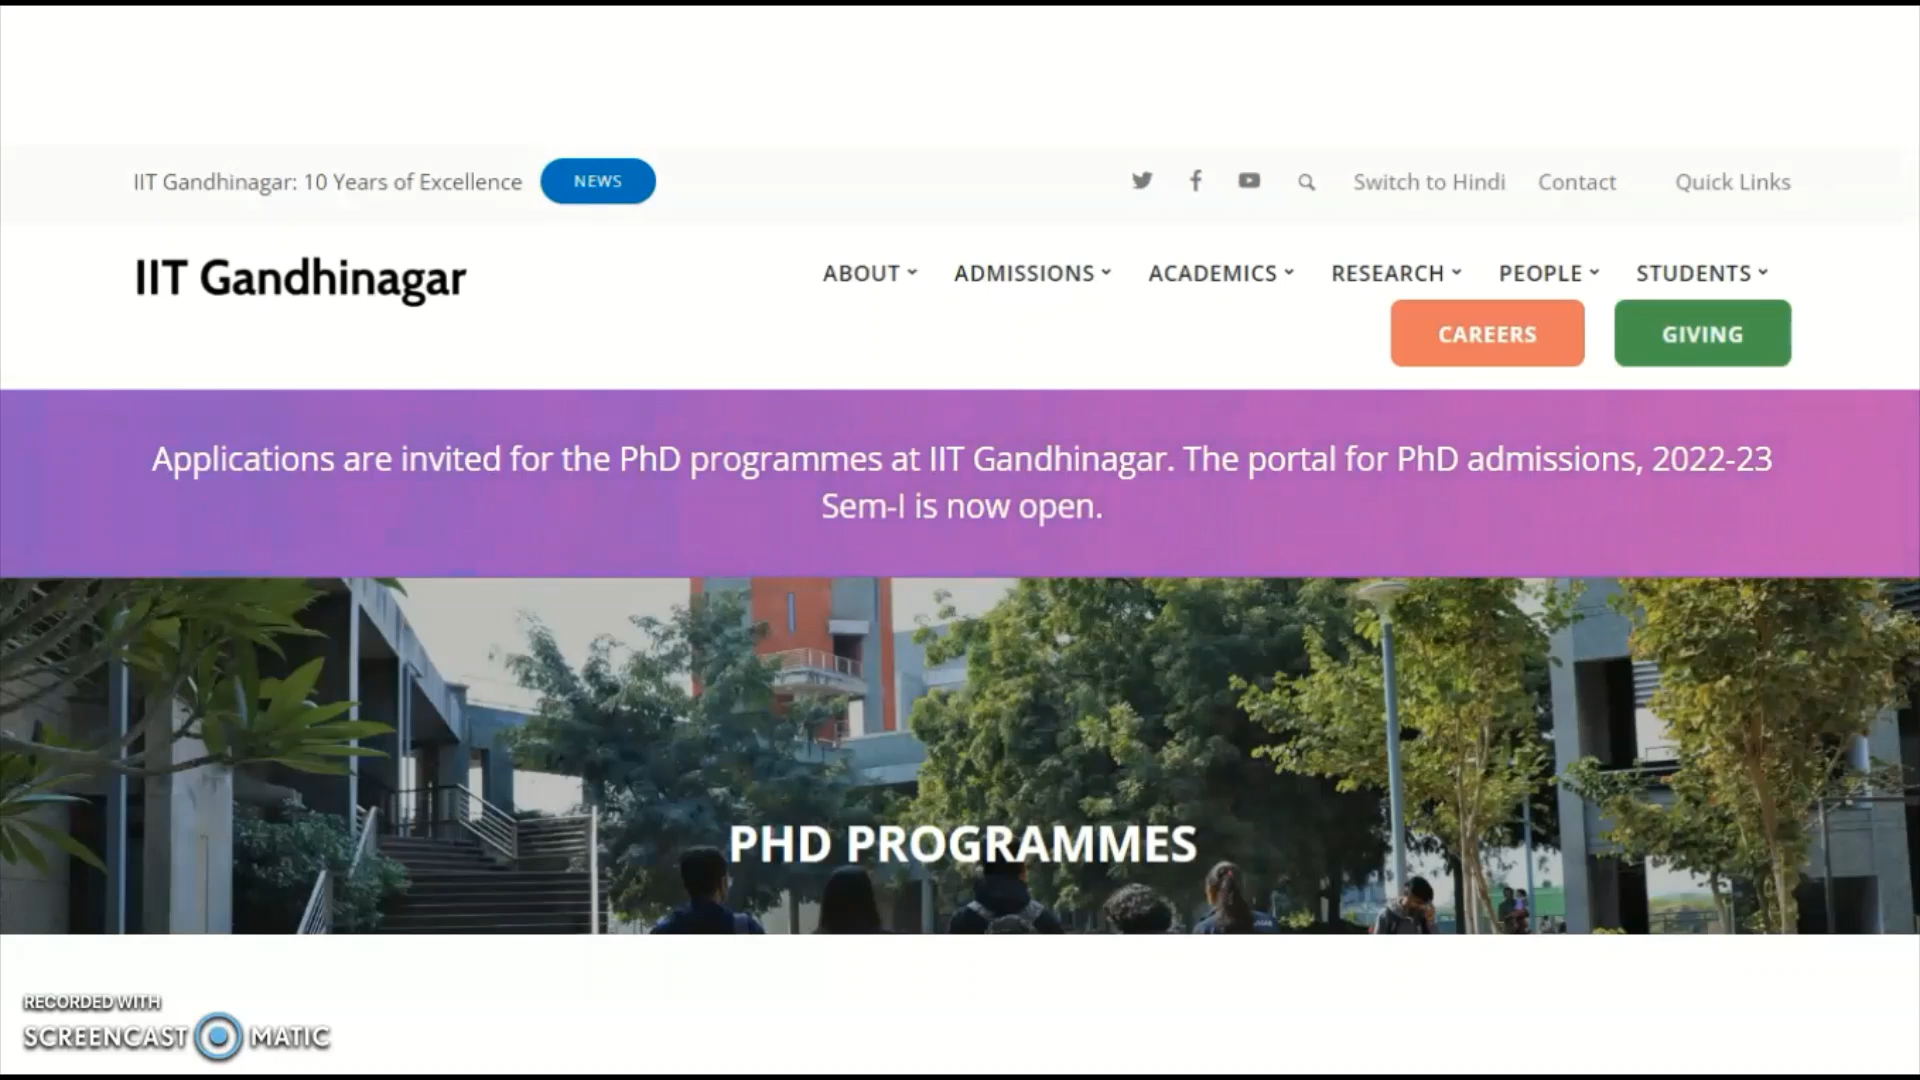 IIT Gandhinagar: 10 Years of Excellence NEWS Switch to Hindi Contact Quick Links
IIT Gandhinagar
ABOUT ADMISSIONS ACADEMICS RESEARCH PEOPLE STUDENTS
CAREERS GIVING
Applications are invited for the PhD programmes at IIT Gandhinagar. The portal for PhD admissions, 2022-23
Sem-I is now open.
PHD PROGRAMMES
RECORDED WITH
SCREENCAST MATIC